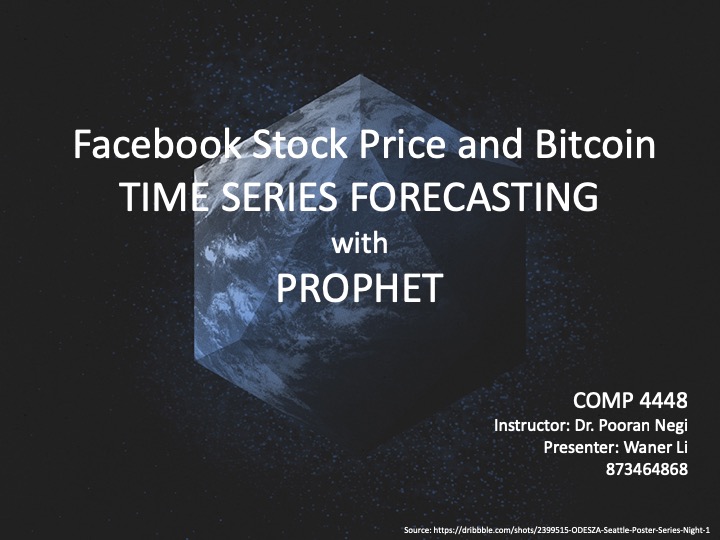 Facebook Stock Price and Bitcoin
TIME SERIES FORECASTING
with
PROPHET
COMP 4448
Instructor: Dr. Pooran Negi
Presenter: Waner Li
873464868
Source: https://dribbble.com/shots/2399515-ODESZA-Seattle-Poster-Series-Night-1